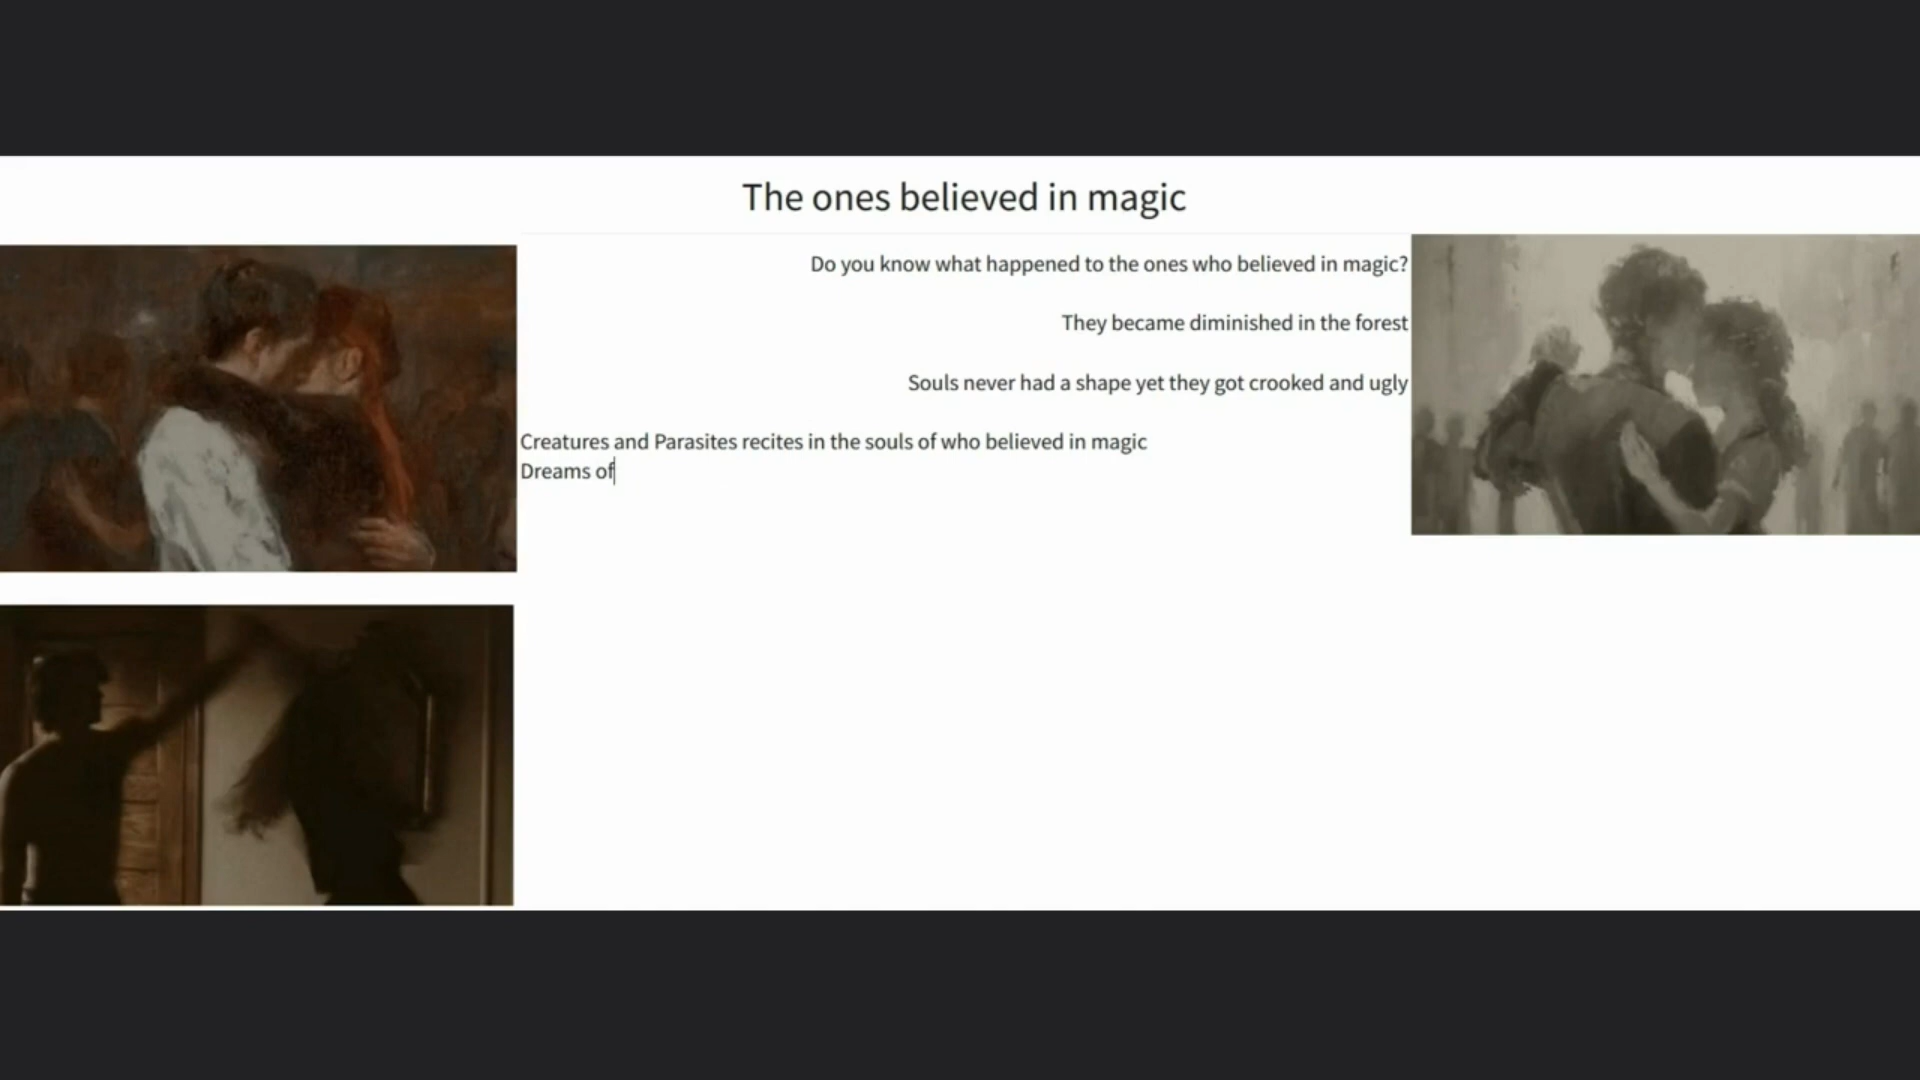 The ones believed in magic
Do you know what happened to the ones who believed in magic?
They became diminished in the forest
Souls never had a shape yet they got crooked and ugly
Creatures and Parasites recites in the souls of who believed in magic
Dreams of